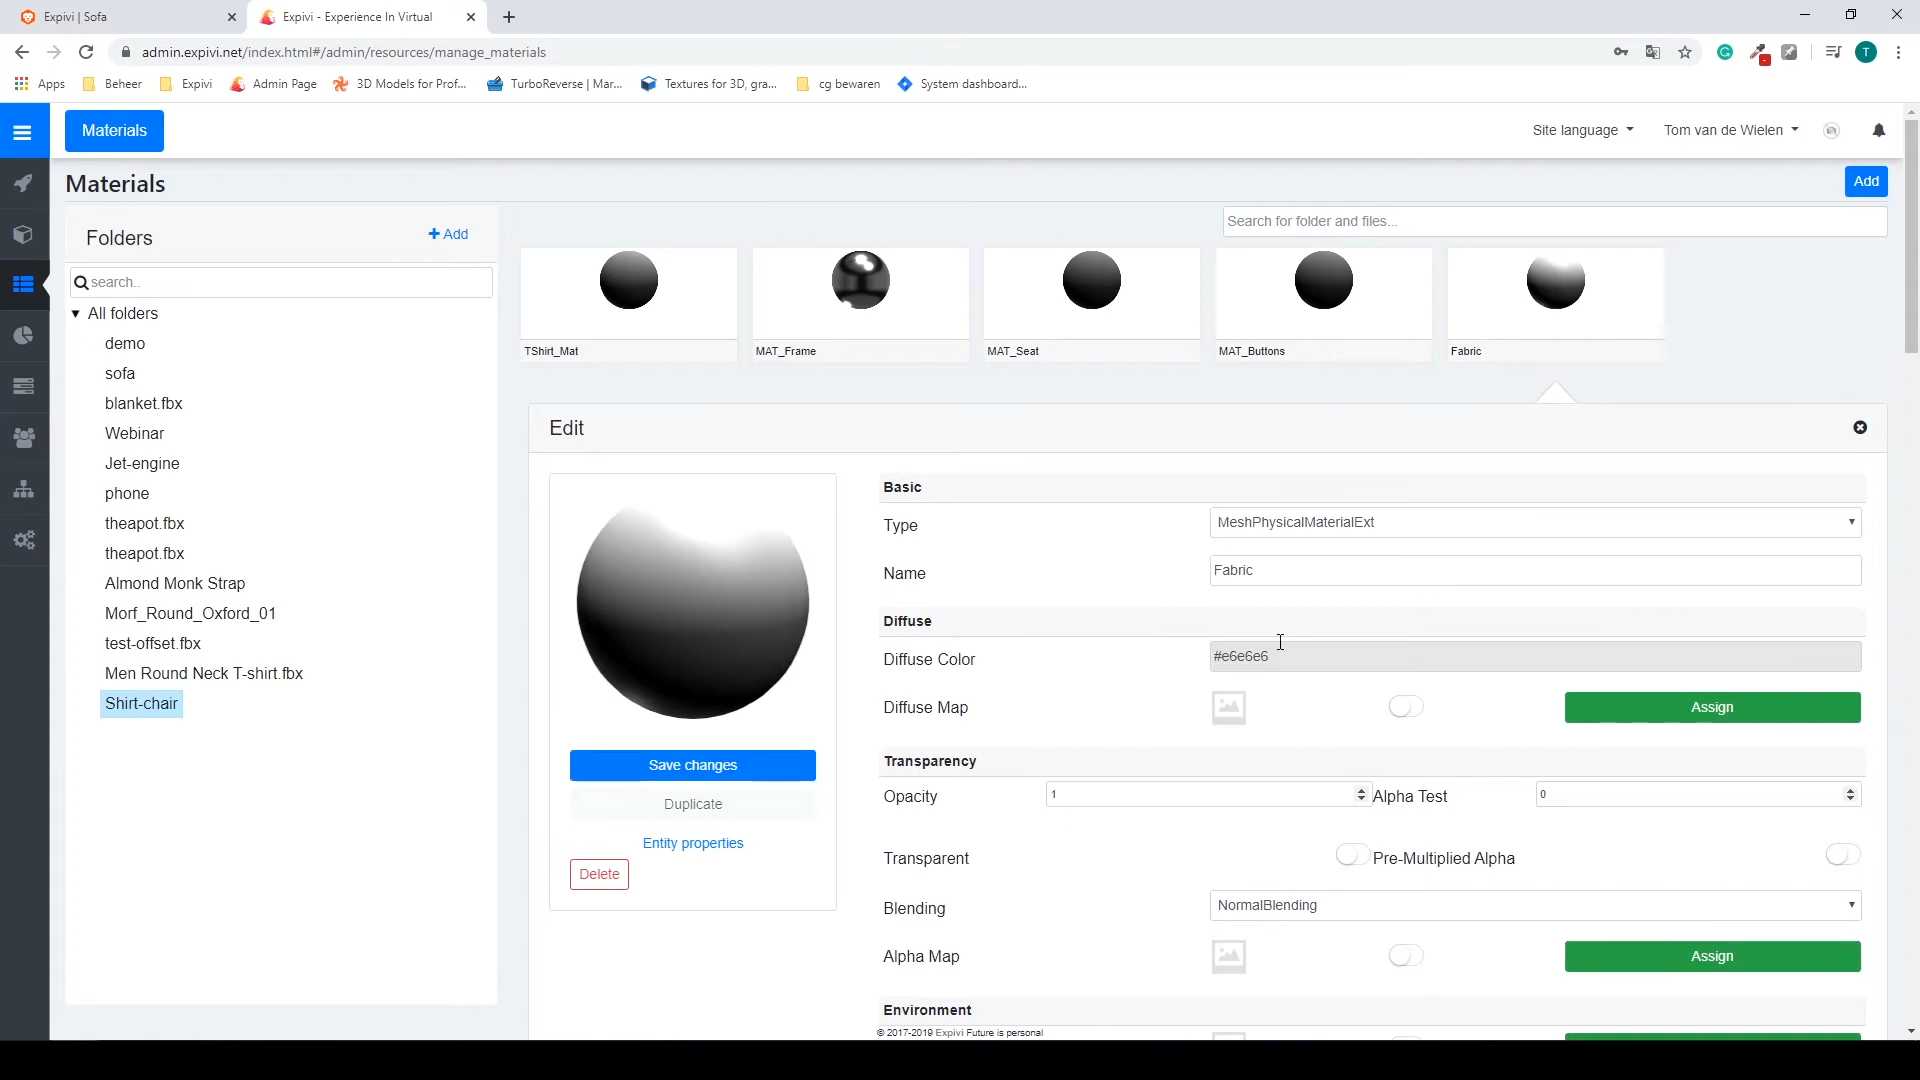 Expivi | Sofa
Expivi - Experience In Virtual
admin.expivi.net/index.html#/admin/resources/manage_materials
T
Apps
Beheer
Expivi
Admin Page
3D Models for Prof...
TurboReverse | Mar...
Textures for 3D, gra...
cg bewaren
System dashboard...
Materials
Site language
Tom van de Wielen
Materials
Add
Folders
+ Add
Search for folder and files...
search..
All folders
demo
sofa
blanket.fbx
Webinar
Jet-engine
phone
theapot.fbx
theapot.fbx
Almond Monk Strap
Morf_Round_Oxford_01
test-offset.fbx
Men Round Neck T-shirt.fbx
Shirt-chair
TShirt_Mat
MAT_Frame
MAT_Seat
MAT_Buttons
Fabric
Edit
Save changes
Duplicate
Entity properties
Delete
Basic
Type
MeshPhysicalMaterialExt
Name
Fabric
Diffuse
Diffuse Color
#e6e6e6
Diffuse Map
Assign
Transparency
Opacity
1
Alpha Test
0
Transparent
Pre-Multiplied Alpha
Blending
NormalBlending
Alpha Map
Assign
Environment
© 2017-2019 Expivi Future is personal